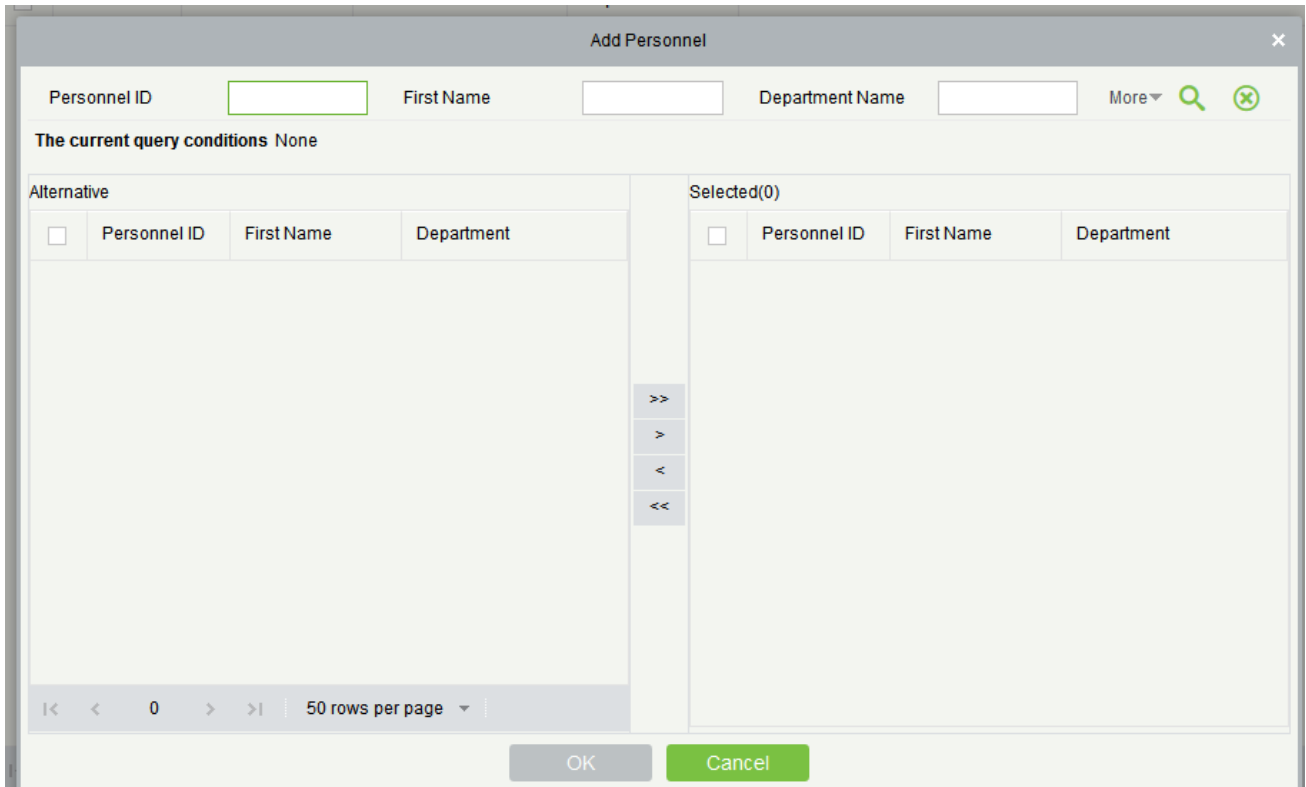 Add Personnel ×
Personnel ID First Name Department Name More
The current query conditions None
Alternative Selected(0)
Personnel ID First Name Department Personnel ID First Name Department
>>
>
<
<<
|< < 0 > >| 50 rows per page
OK Cancel